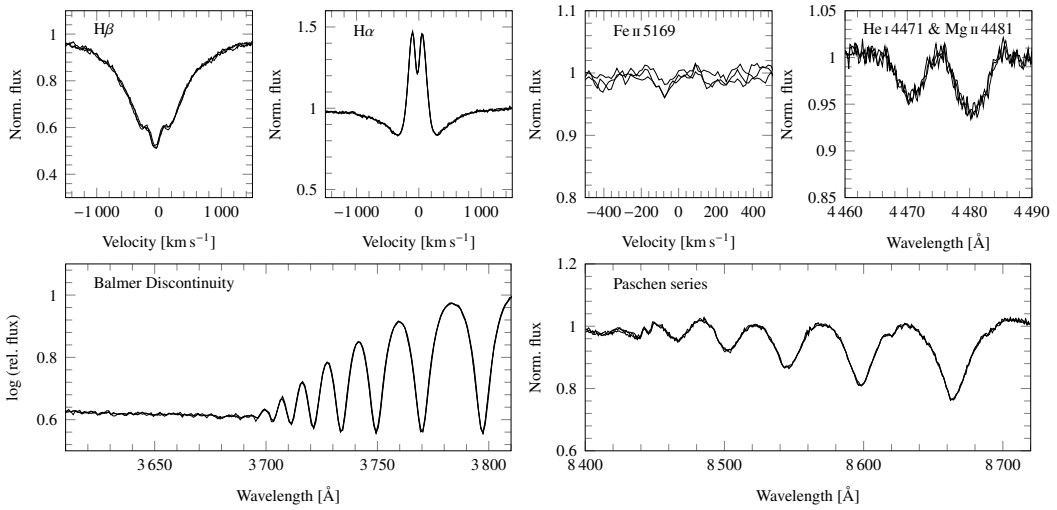 Hβ
Hα
Fe II 5169
He I 4471 & Mg II 4481
1
0.8
0.6
0.4
1.5
1
0.5
1.1
1
0.9
0.8
1.05
1
0.95
0.9
0.85
Norm. flux
Norm. flux
Norm. flux
Norm. flux
−1 000 0 1 000
−1 000 0 1 000
−400 −200 0 200 400
4 460 4 470 4 480 4 490
Velocity [km s−1]
Velocity [km s−1]
Velocity [km s−1]
Wavelength [Å]
Balmer Discontinuity
Paschen series
1
0.8
0.6
1.2
1
0.8
0.6
log (rel. flux)
Norm. flux
3 650 3 700 3 750 3 800
8 400 8 500 8 600 8 700
Wavelength [Å]
Wavelength [Å]